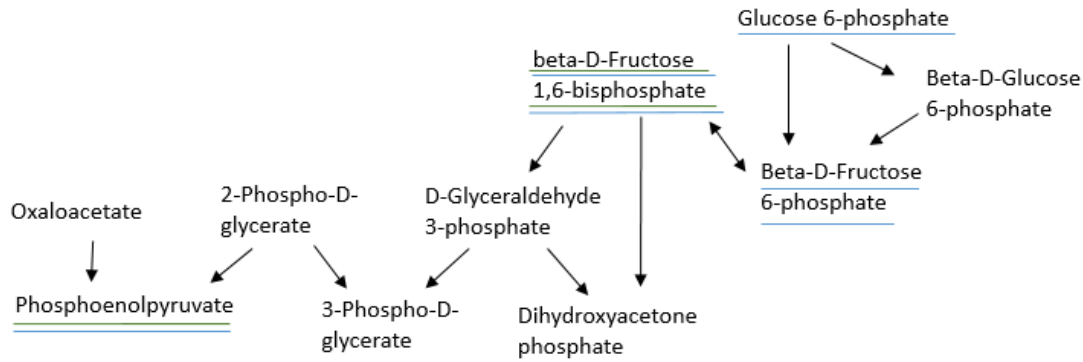 Glucose 6-phosphate
beta-D-Fructose
1,6-bisphosphate
Beta-D-Glucose
6-phosphate
Beta-D-Fructose
6-phosphate
2-Phospho-D-
glycerate
D-Glyceraldehyde
3-phosphate
Oxaloacetate
Phosphoenolpyruvate
3-Phospho-D-
glycerate
Dihydroxyacetone
phosphate